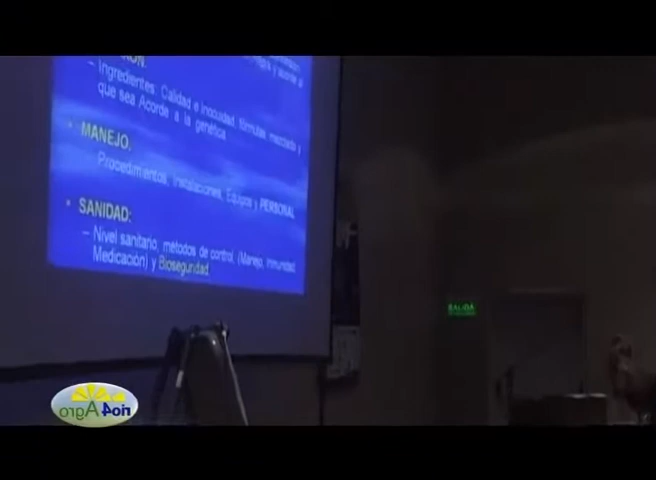 – Ingredientes: Calidad e Inocuidad, fórmulas, mezclado y
que sea Acorde a la genética.
• MANEJO,
– Procedimientos, Instalaciones, Equipos y PERSONAL
• SANIDAD:
– Nivel sanitario, métodos de control, (Manejo, Inmunidad
Medicación) y Bioseguridad
SALIDA
rio4Agro